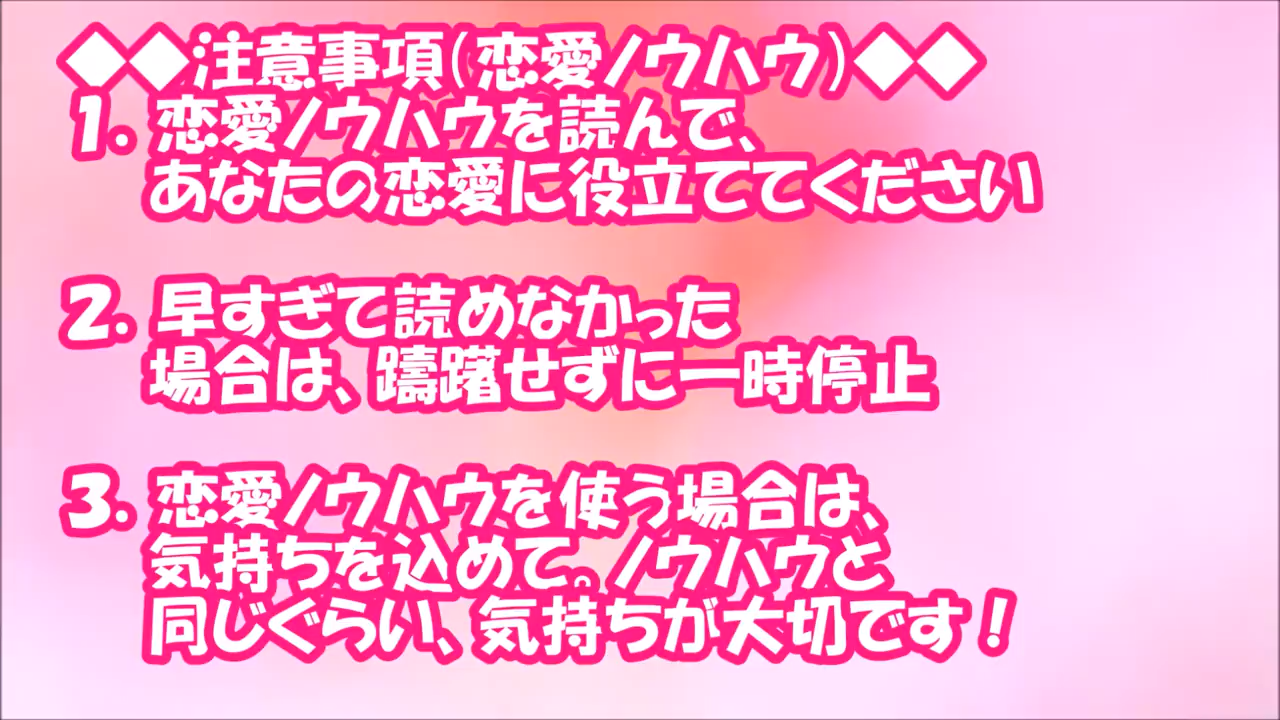 ◆◆注意事項(恋愛ノウハウ)◆◆
1. 恋愛ノウハウを読んで、
あなたの恋愛に役立ててください
2. 早すぎて読めなかった
場合は、躊躇せずに一時停止
3. 恋愛ノウハウを使う場合は、
気持ちを込めて。ノウハウと
同じぐらい、気持ちが大切です！